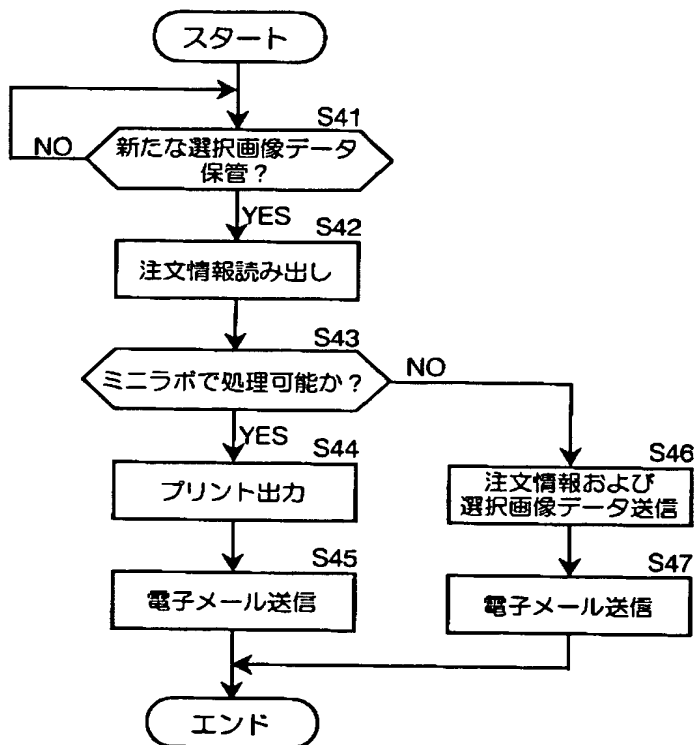 スタート
S41
新たな選択画像データ
保管？
NO
YES
S42
注文情報読み出し
S43
ミニラボで処理可能か？
NO
YES
S44
プリント出力
S46
注文情報および
選択画像データ送信
S45
電子メール送信
S47
電子メール送信
エンド